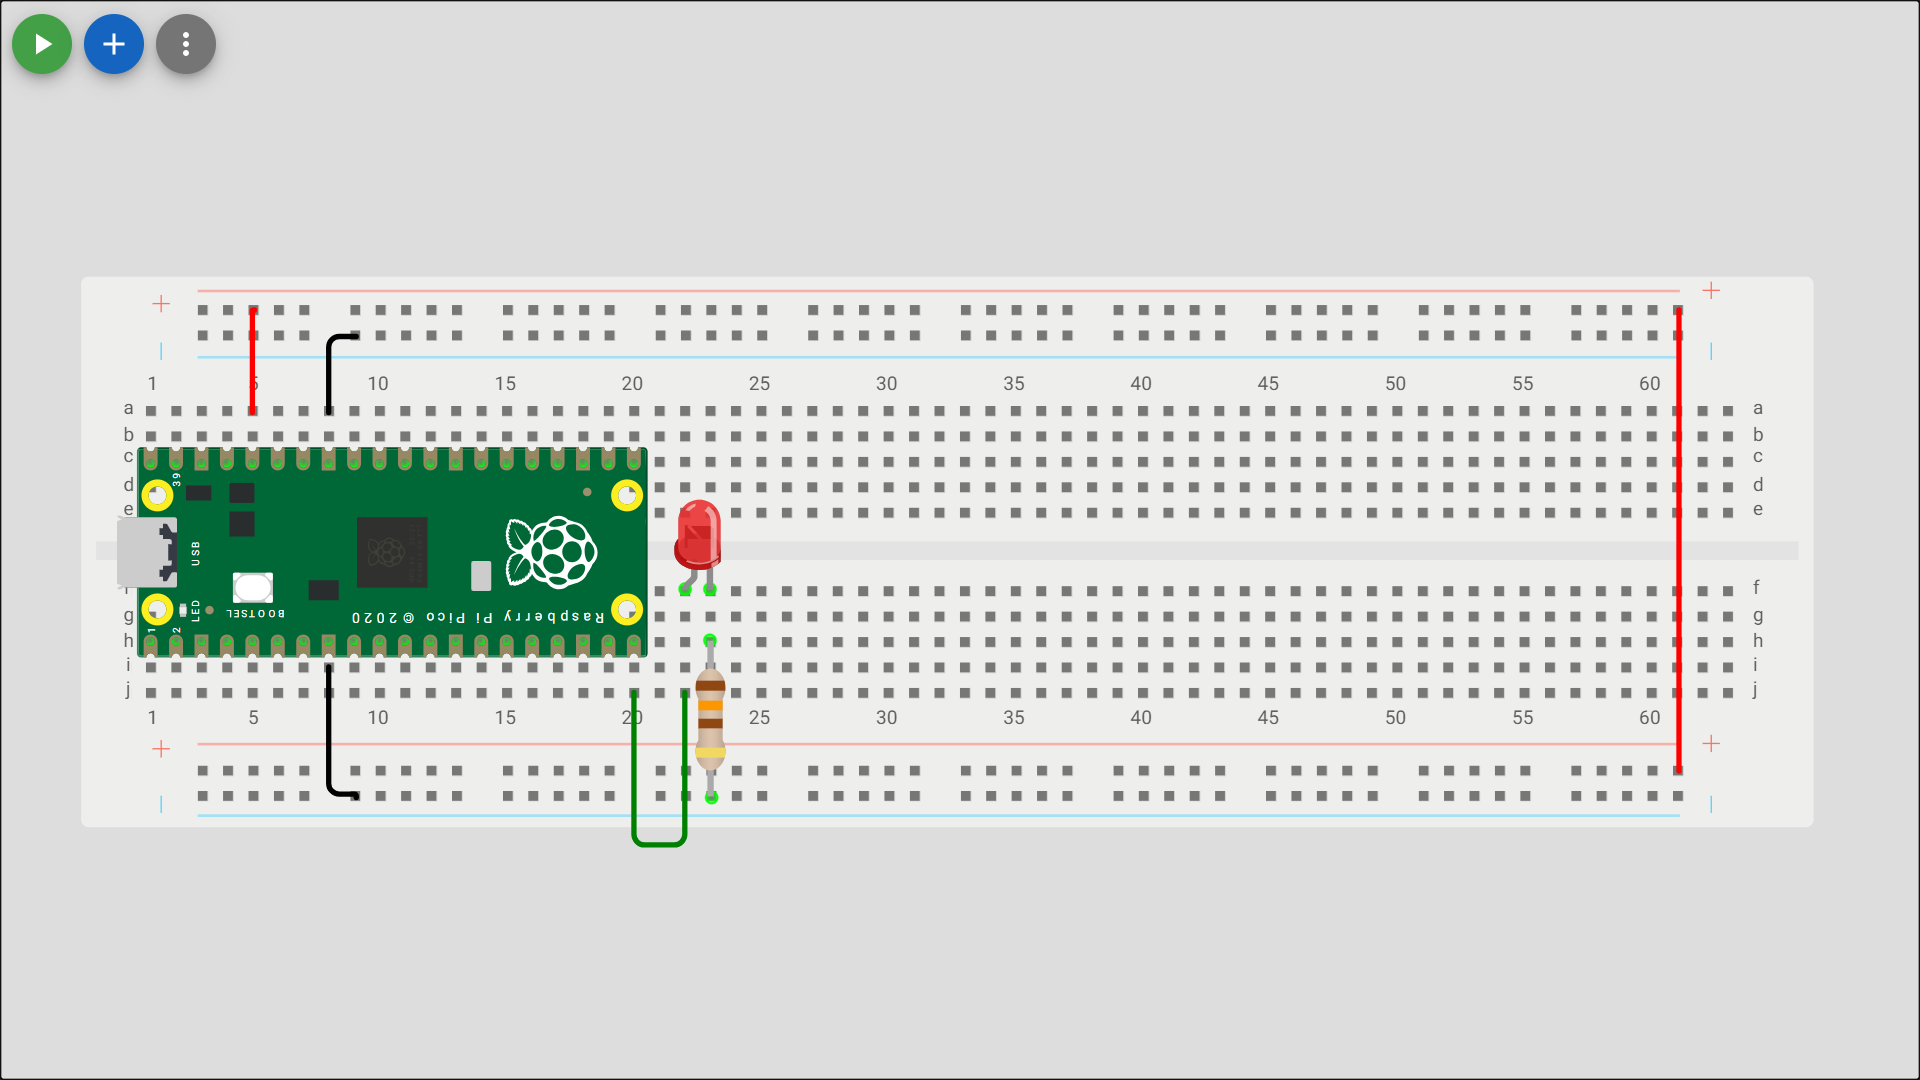 + +
1 5 10 15 20 25 30 35 40 45 50 55 60
a a
b b
c c
d d
e e
f
g g
h h
i i
j j
39
USB
BOOTSEL
LED
1
2
Raspberry Pi Pico © 2020
1 5 10 15 20 25 30 35 40 45 50 55 60
+ +